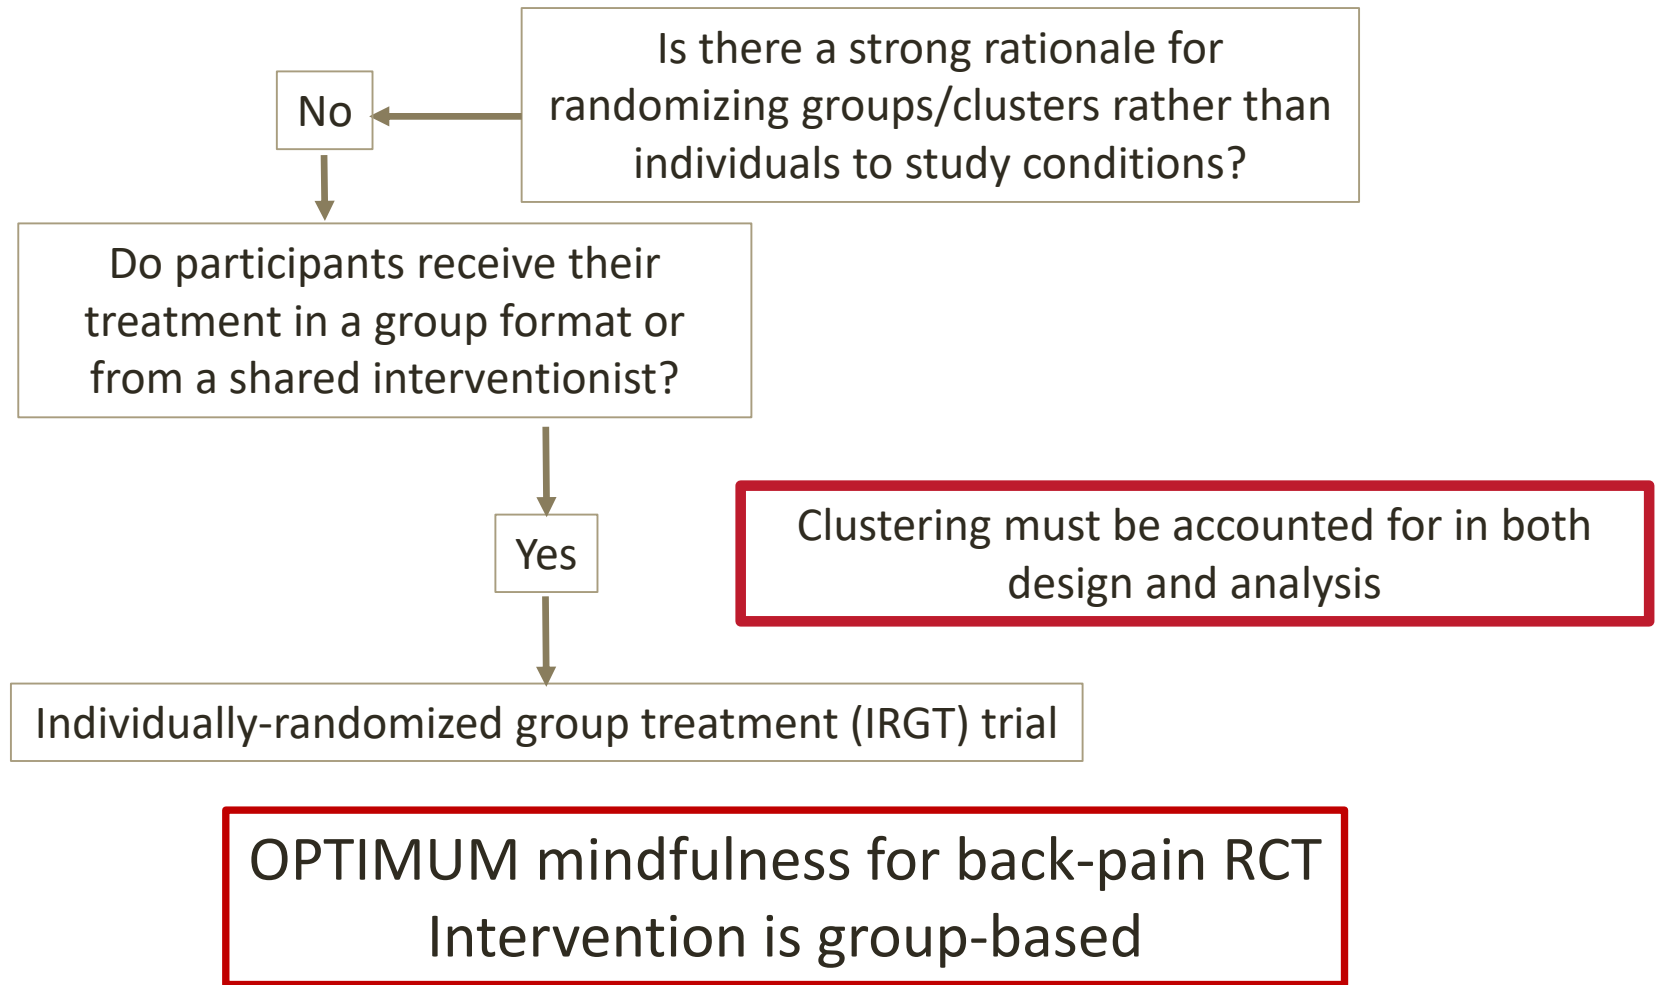 Is there a strong rationale for
randomizing groups/clusters rather than
individuals to study conditions?
No
Do participants receive their
treatment in a group format or
from a shared interventionist?
Yes
Clustering must be accounted for in both
design and analysis
Individually-randomized group treatment (IRGT) trial
OPTIMUM mindfulness for back-pain RCT
Intervention is group-based